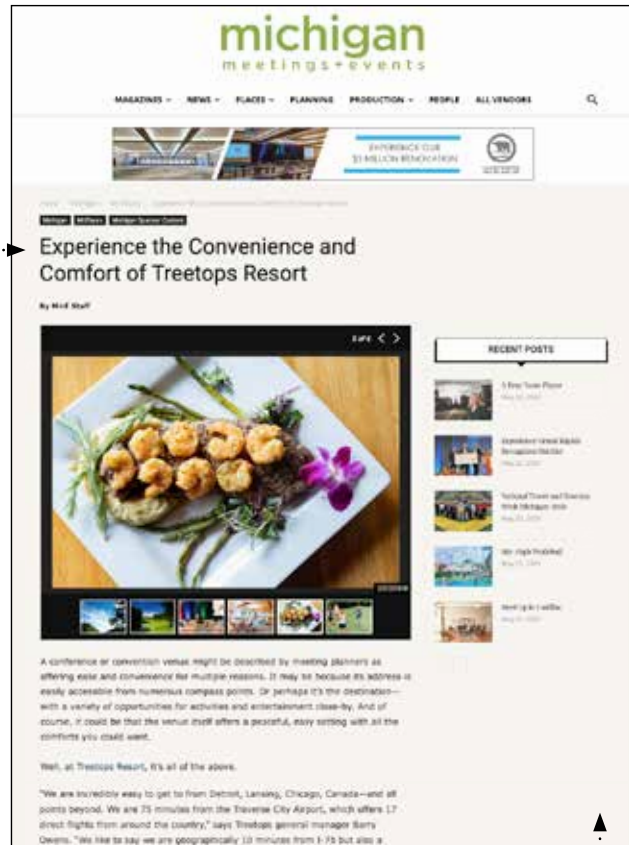 michigan
meetings+events
MAGAZINES NEWS PLACES PLANNING PRODUCTION PEOPLE ALL VENDORS
EXPERIENCE OUR
RENOVATION
Michigan Michigan Sponsor Content
Experience the Convenience and
Comfort of Treetops Resort
By M+E Staff
RECENT POSTS
A conference or convention venue might be described by meeting planners as
offering ease and convenience for multiple reasons. It may be because its address is
easily accessible from numerous compass points. Or perhaps it's the destination—
with a variety of opportunities for activities and entertainment close-by. And of
course, it could be that the venue itself offers a peaceful, easy setting with all the
comforts you could want.
Well, at Treetops Resort, it's all of the above.
"We are incredibly easy to get to from Detroit, Lansing, Chicago, Canada—and all
points beyond. We are 75 minutes from the Traverse City Airport, which offers 17
direct flights from around the country," says Treetops general manager Barry
Owens. "We like to say we are geographically 10 minutes from I-75 but also a